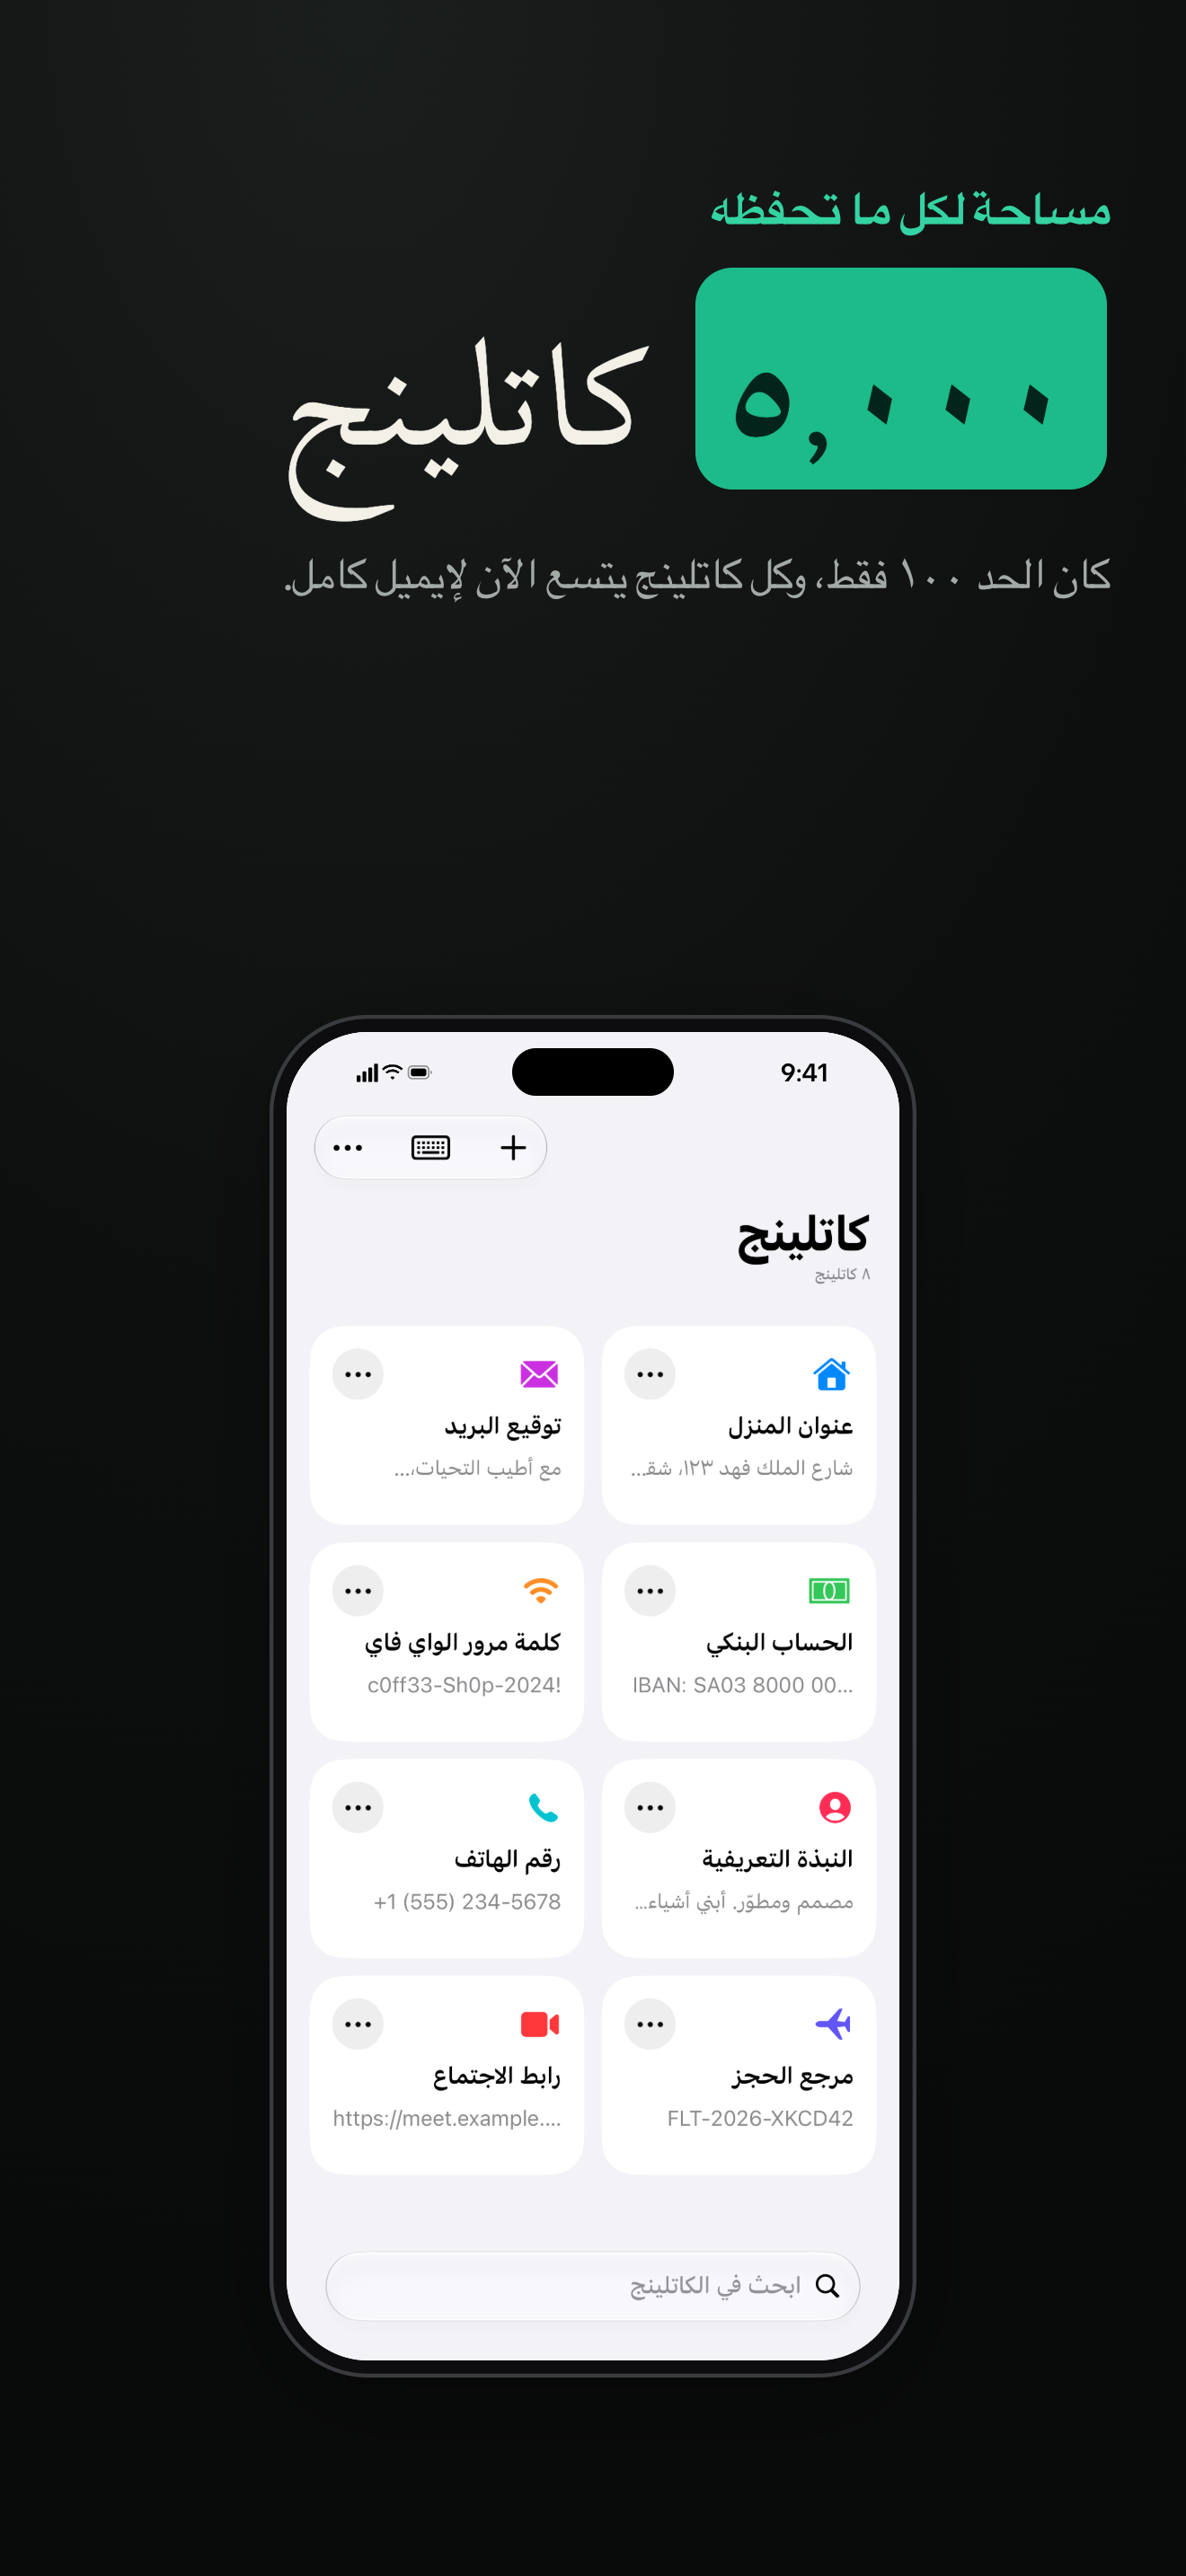 مساحة لكل ما تحفظه
٥,٠٠٠ كاتلينج
كان الحد ١٠٠ فقط، وكل كاتلينج يتسع الآن لإيميل كامل.
9:41
كاتلينج
٨ كاتلينج
عنوان المنزل
شارع الملك فهد ١٢٣، شقـ...
توقيع البريد
مع أطيب التحيات،...
الحساب البنكي
IBAN: SA03 8000 00...
كلمة مرور الواي فاي
c0ff33-Sh0p-2024!
النبذة التعريفية
مصمم ومطوّر. أبني أشياء...
رقم الهاتف
+1 (555) 234-5678
مرجع الحجز
FLT-2026-XKCD42
رابط الاجتماع
https://meet.example....
ابحث في الكاتلينج